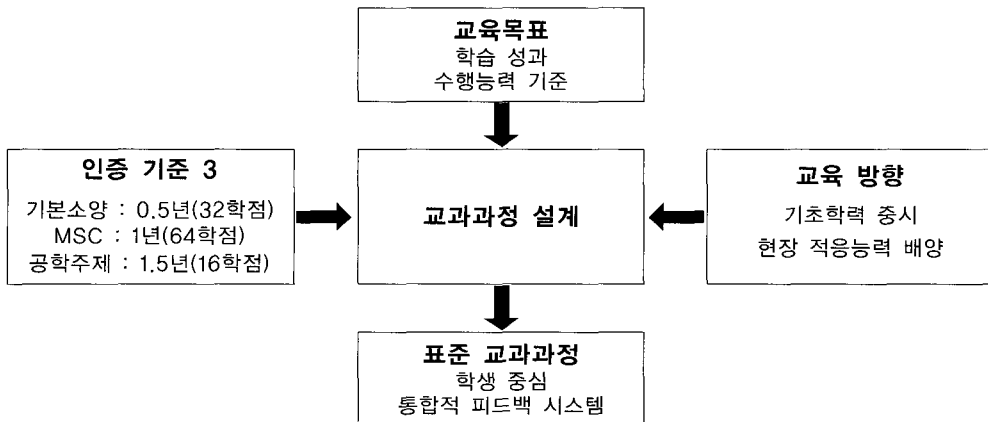 교육목표
학습 성과
수행능력 기준
인증 기준 3
기본소양 : 0.5년(32학점)
MSC : 1년(64학점)
공학주제 : 1.5년(16학점)
교과과정 설계
교육 방향
기초학력 중시
현장 적응능력 배양
표준 교과과정
학생 중심
통합적 피드백 시스템